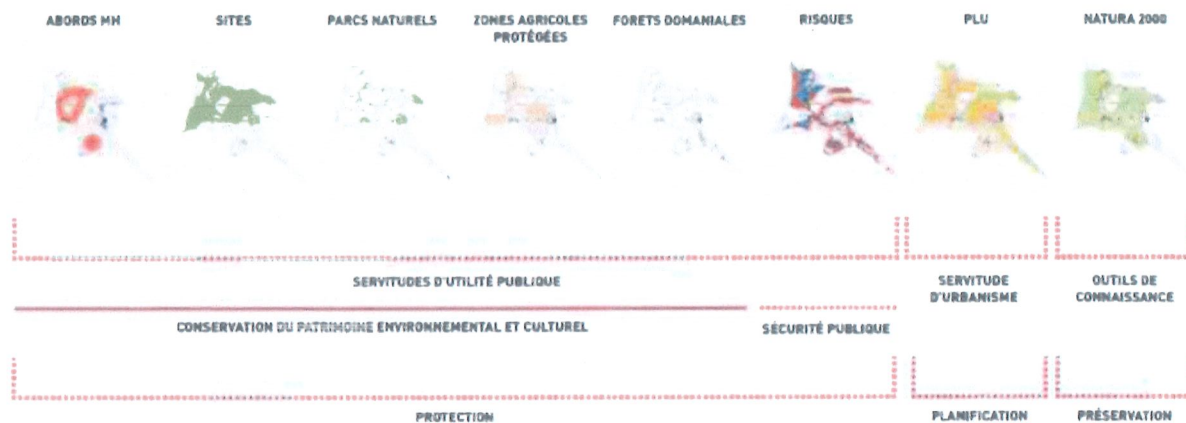 ABORDS MH
SITES
PARCS NATURELS
ZONES AGRICOLES
PROTÉGÉES
FORETS DOMANIALES
RISQUES
PLU
NATURA 2000
SERVITUDES D'UTILITÉ PUBLIQUE
SERVITUDE
D'URBANISME
OUTILS DE
CONNAISSANCE
CONSERVATION DU PATRIMOINE ENVIRONNEMENTAL ET CULTUREL
SÉCURITÉ PUBLIQUE
PROTECTION
PLANIFICATION
PRÉSERVATION